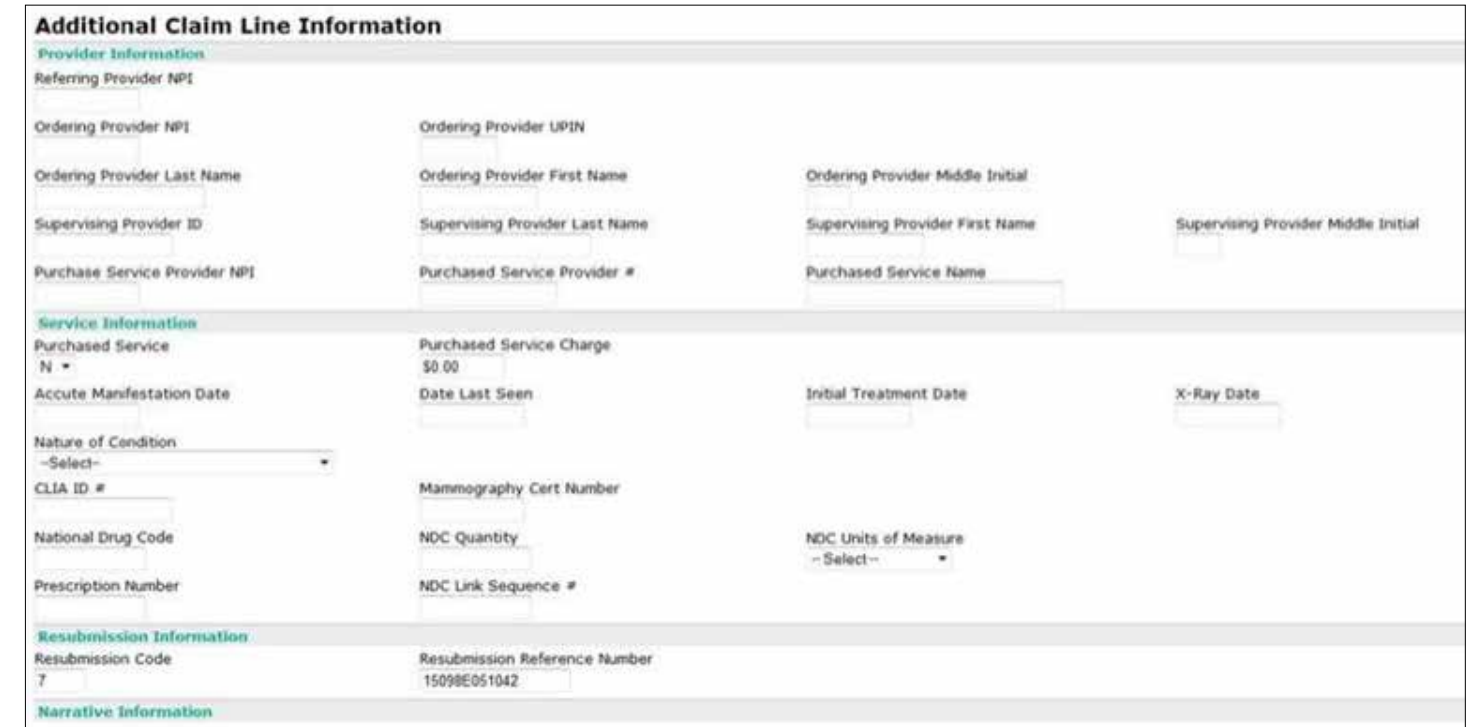 Additional Claim Line Information
Provider Information
Referring Provider NPI
Ordering Provider NPI Ordering Provider UPIN
Ordering Provider Last Name Ordering Provider First Name Ordering Provider Middle Initial
Supervising Provider ID Supervising Provider Last Name Supervising Provider First Name Supervising Provider Middle Initial
Purchase Service Provider NPI Purchased Service Provider # Purchased Service Name
Service Information
Purchased Service Purchased Service Charge
N $0.00
Accute Manifestation Date Date Last Seen Initial Treatment Date X-Ray Date
Nature of Condition
--Select--
CLIA ID # Mammography Cert Number
National Drug Code NDC Quantity NDC Units of Measure
--Select--
Prescription Number NDC Link Sequence #
Resubmission Information
Resubmission Code Resubmission Reference Number
7 15098E051042
Narrative Information